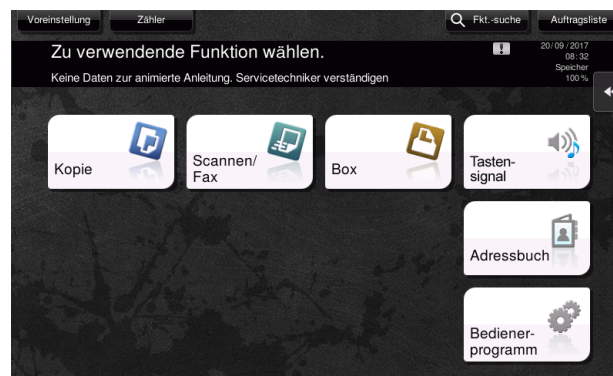 Voreinstellung
Zähler
Fkt.-suche
Auftragsliste
Zu verwendende Funktion wählen.
Keine Daten zur animierte Anleitung. Servicetechniker verständigen
20/09/2017
08:32
Speicher
100%
Kopie
Scannen/
Fax
Box
Tasten-
signal
Adressbuch
Bediener-
programm